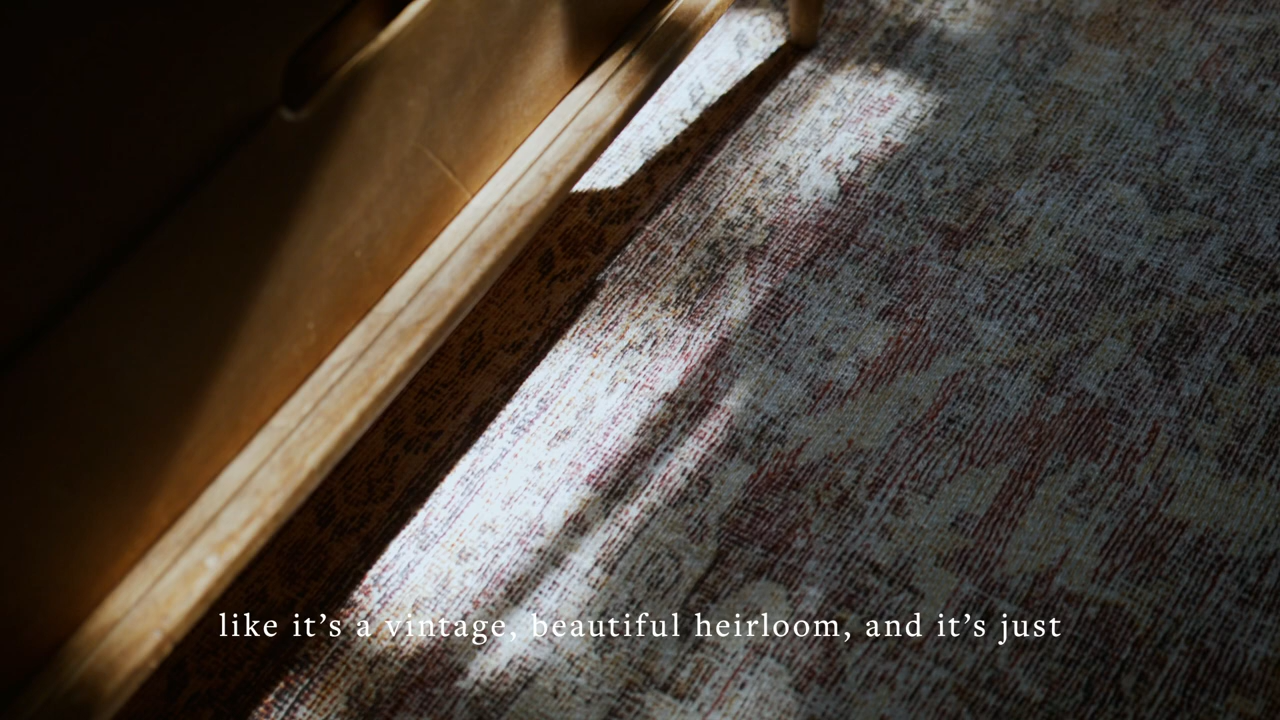 like it’s a vintage, beautiful heirloom, and it’s just